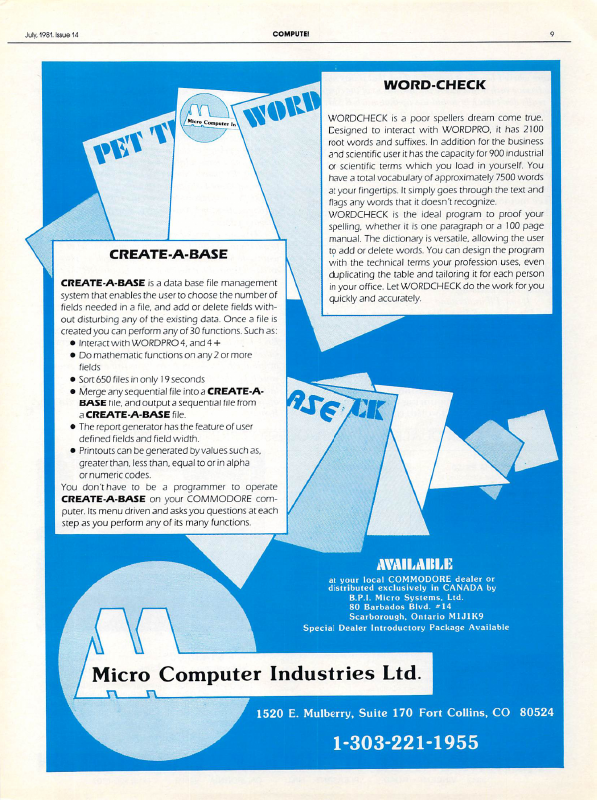 July, 1981. Issue 14
COMPUTE!
9
PET T
Micro Computer In
WORD
WORD-CHECK
WORDCHECK is a poor spellers dream come true.
Designed to interact with WORDPRO, it has 2100
root words and suffixes. In addition for the business
and scientific user it has the capacity for 900 industrial
or scientific terms which you load in yourself. You
have a total vocabulary of approximately 7500 words
at your fingertips. It simply goes through the text and
flags any words that it doesn't recognize.
WORDCHECK is the ideal program to proof your
spelling, whether it is one paragraph or a 100 page
manual. The dictionary is versatile, allowing the user
to add or delete words. You can design the program
with the technical terms your profession uses, even
duplicating the table and tailoring it for each person
in your office. Let WORDCHECK do the work for you
quickly and accurately.
CREATE-A-BASE
CREATE-A-BASE is a data base file management
system that enables the user to choose the number of
fields needed in a file, and add or delete fields with-
out disturbing any of the existing data. Once a file is
created you can perform any of 30 functions. Such as:
● Interact with WORDPRO 4, and 4 +
● Do mathematic functions on any 2 or more
fields
● Sort 650 files in only 19 seconds
● Merge any sequential file into a CREATE-A-
BASE file, and output a sequential file from
a CREATE-A-BASE file.
● The report generator has the feature of user
defined fields and field width.
● Printouts can be generated by values such as,
greater than, less than, equal to or in alpha
or numeric codes.
You don't have to be a programmer to operate
CREATE-A-BASE on your COMMODORE com-
puter. Its menu driven and asks you questions at each
step as you perform any of its many functions.
ASE
CK
AVAILABLE
at your local COMMODORE dealer or
distributed exclusively in CANADA by
B.P.I. Micro Systems, Ltd.
80 Barbados Blvd. #14
Scarborough, Ontario M1J1K9
Special Dealer Introductory Package Available
Micro Computer Industries Ltd.
1520 E. Mulberry, Suite 170 Fort Collins, CO 80524
1-303-221-1955